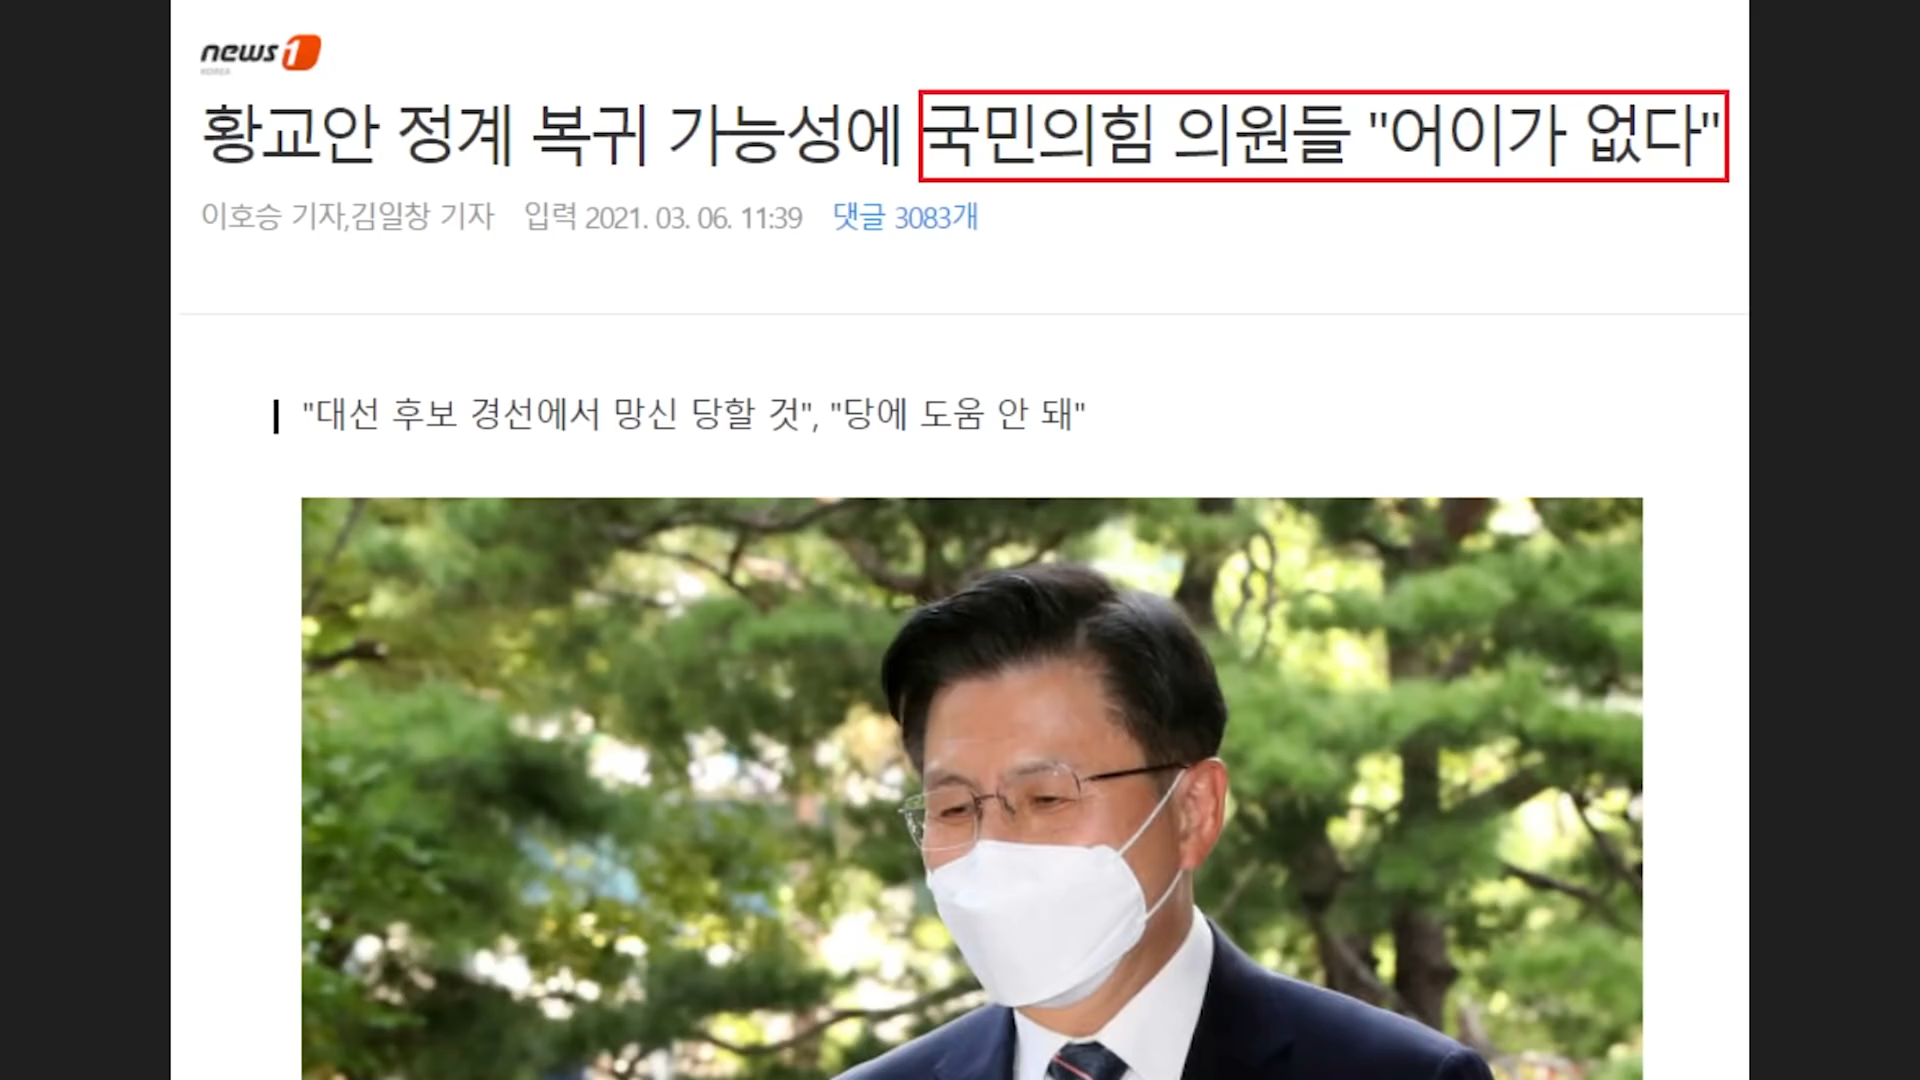 news1
KOREA
황교안 정계 복귀 가능성에 국민의힘 의원들 "어이가 없다"
이호승 기자,김일창 기자 입력 2021. 03. 06. 11:39 댓글 3083개
"대선 후보 경선에서 망신 당할 것", "당에 도움 안 돼"